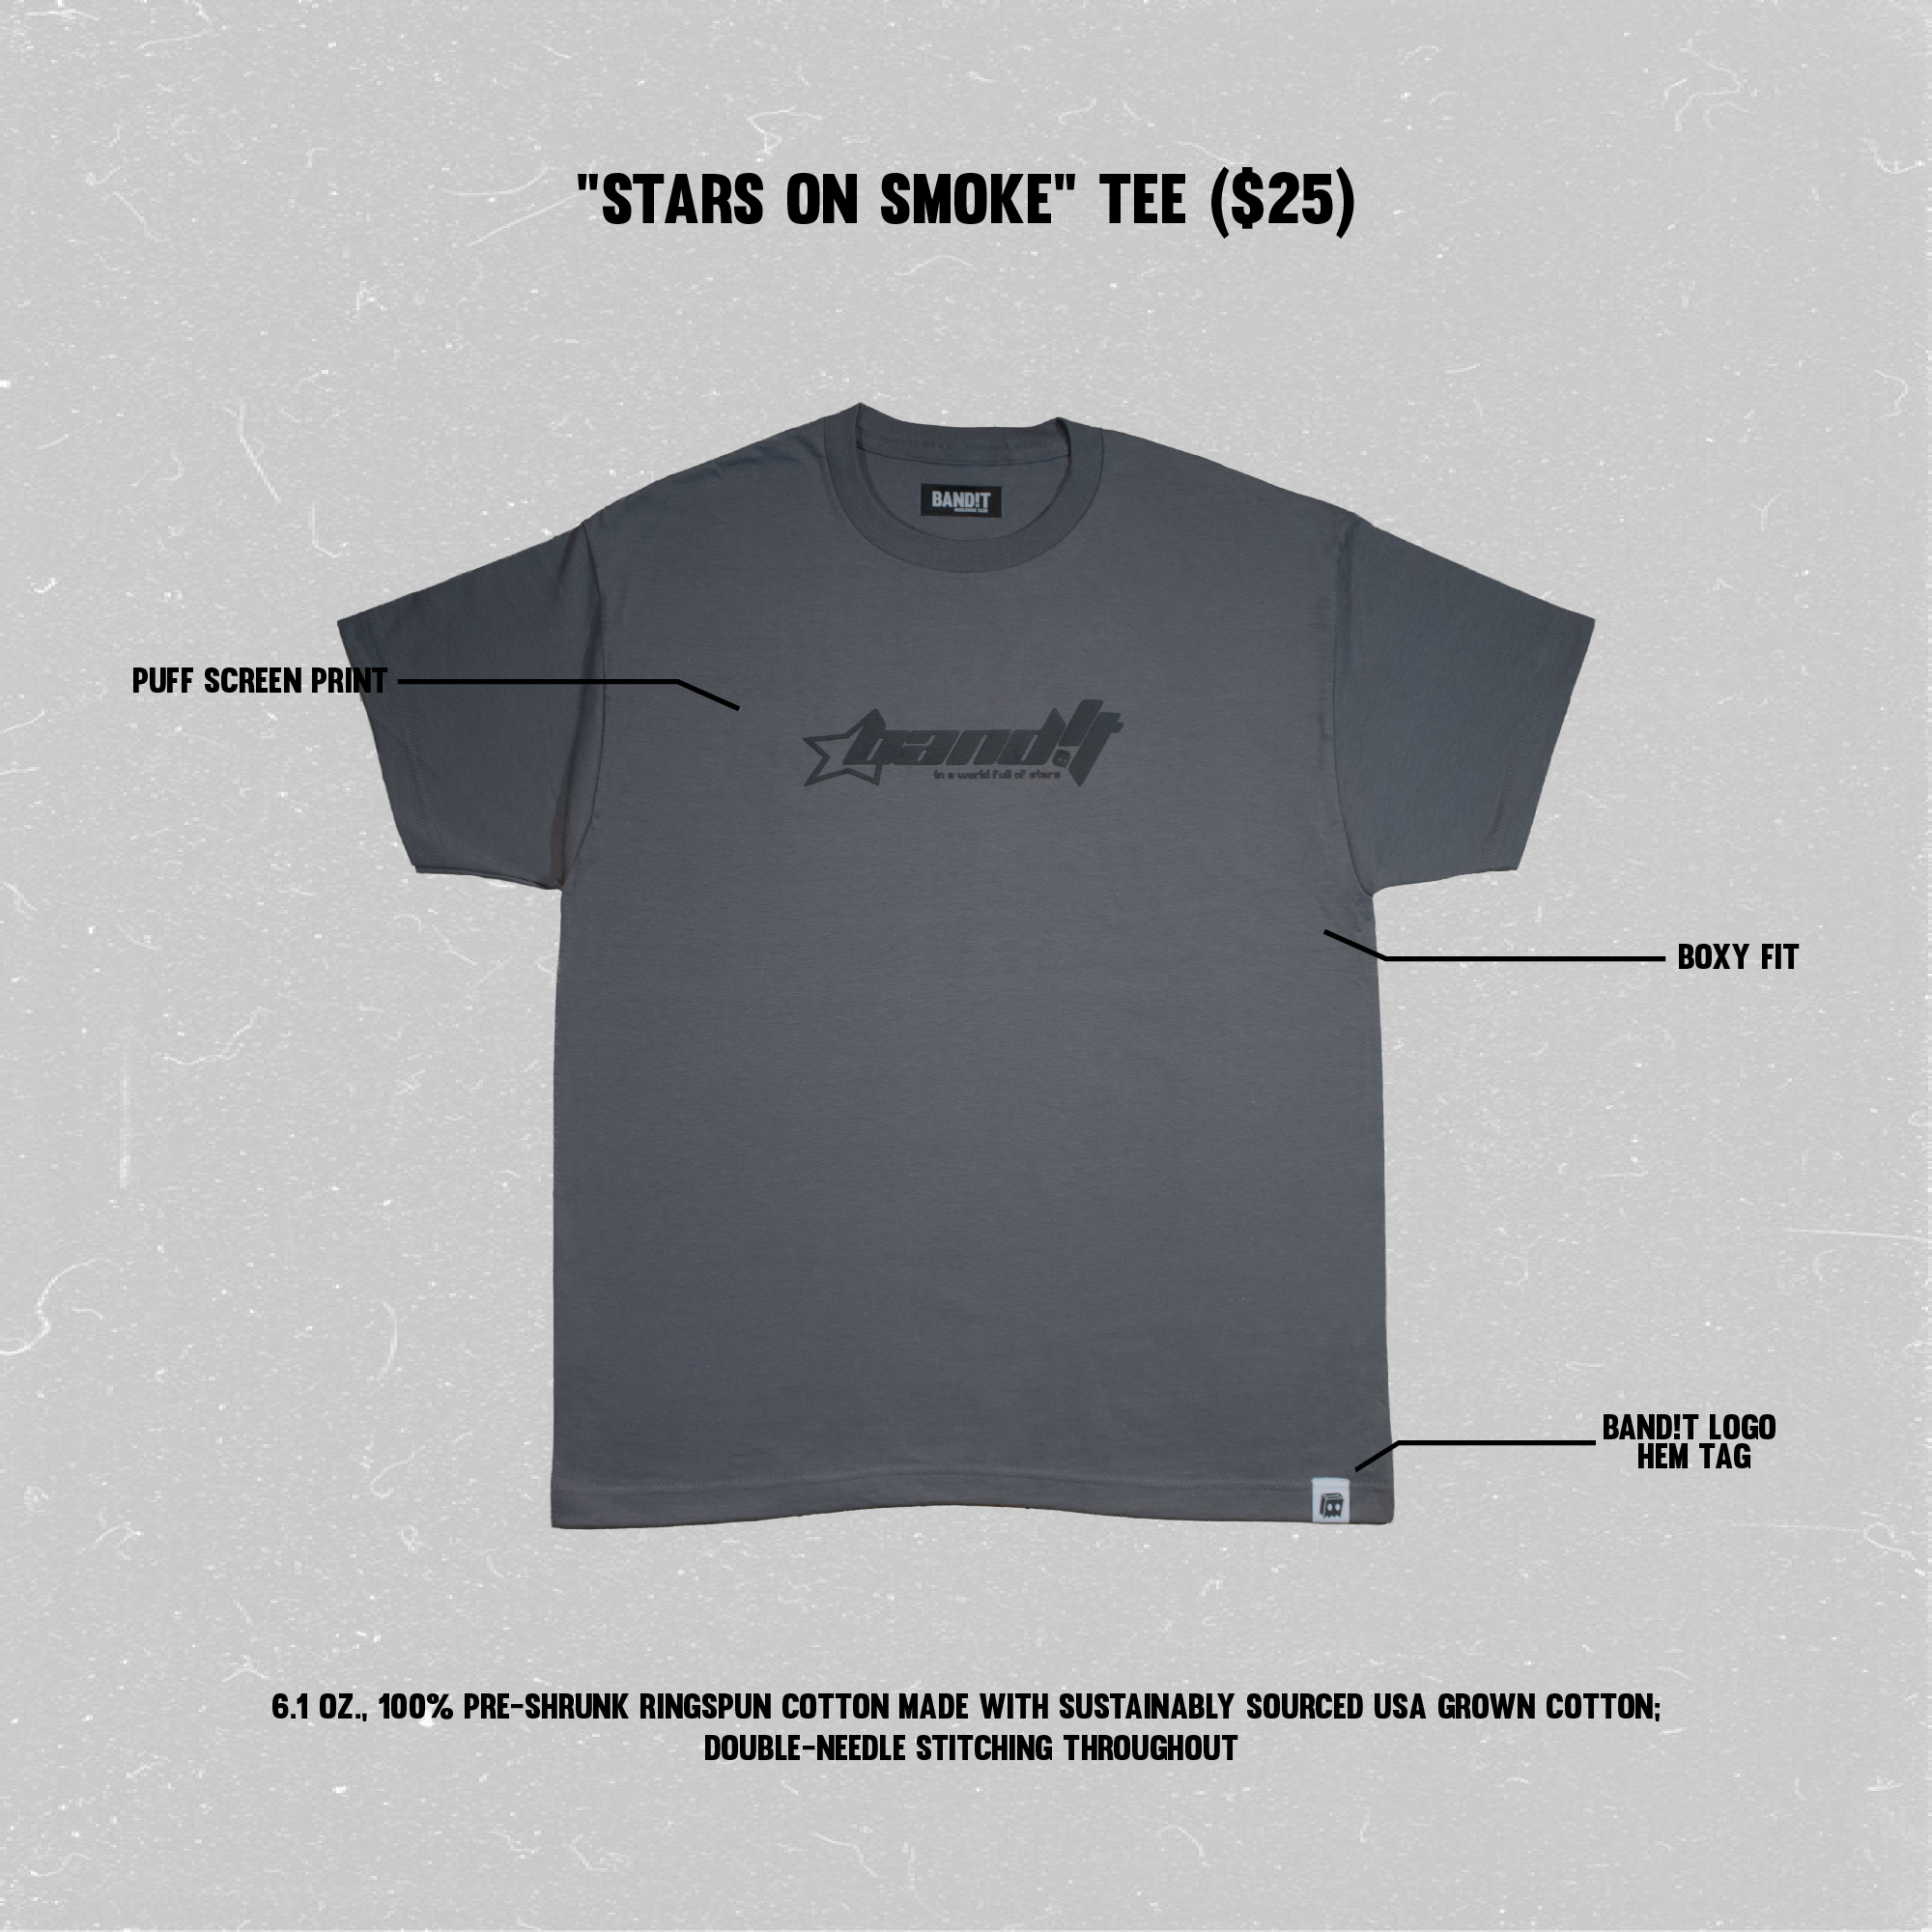 "STARS ON SMOKE" TEE ($25)
BAND!T
WORLDWIDE CLUB
PUFF SCREEN PRINT
band!t
in a world full of stars
BOXY FIT
BAND!T LOGO
HEM TAG
6.1 OZ., 100% PRE-SHRUNK RINGSPUN COTTON MADE WITH SUSTAINABLY SOURCED USA GROWN COTTON;
DOUBLE-NEEDLE STITCHING THROUGHOUT